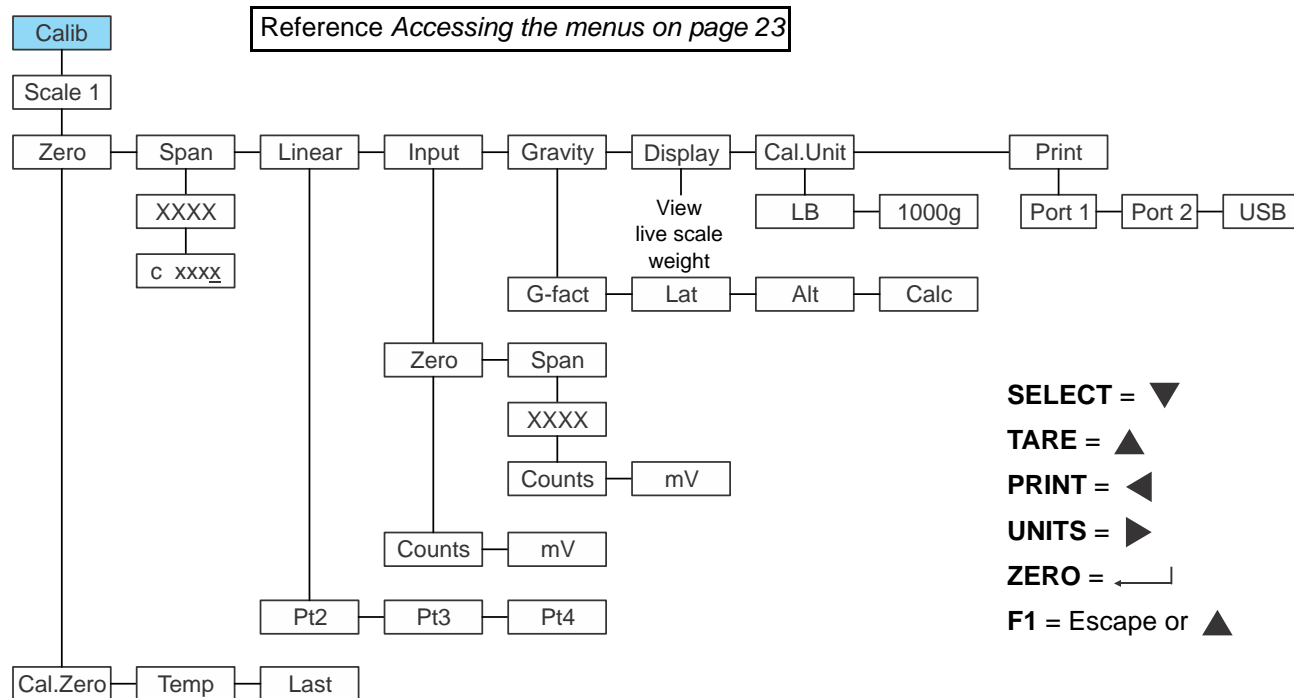 Calib
Reference Accessing the menus on page 23
Scale 1
Zero Span Linear Input Gravity Display Cal.Unit Print
XXXX
c xxxx
View
live scale
weight
LB 1000g
Port 1 Port 2 USB
G-fact Lat Alt Calc
Zero Span
XXXX
Counts mV
Counts mV
Pt2 Pt3 Pt4
Cal.Zero Temp Last
SELECT = ▼
TARE = ▲
PRINT = ◀
UNITS = ▶
ZERO = ↵
F1 = Escape or ▲